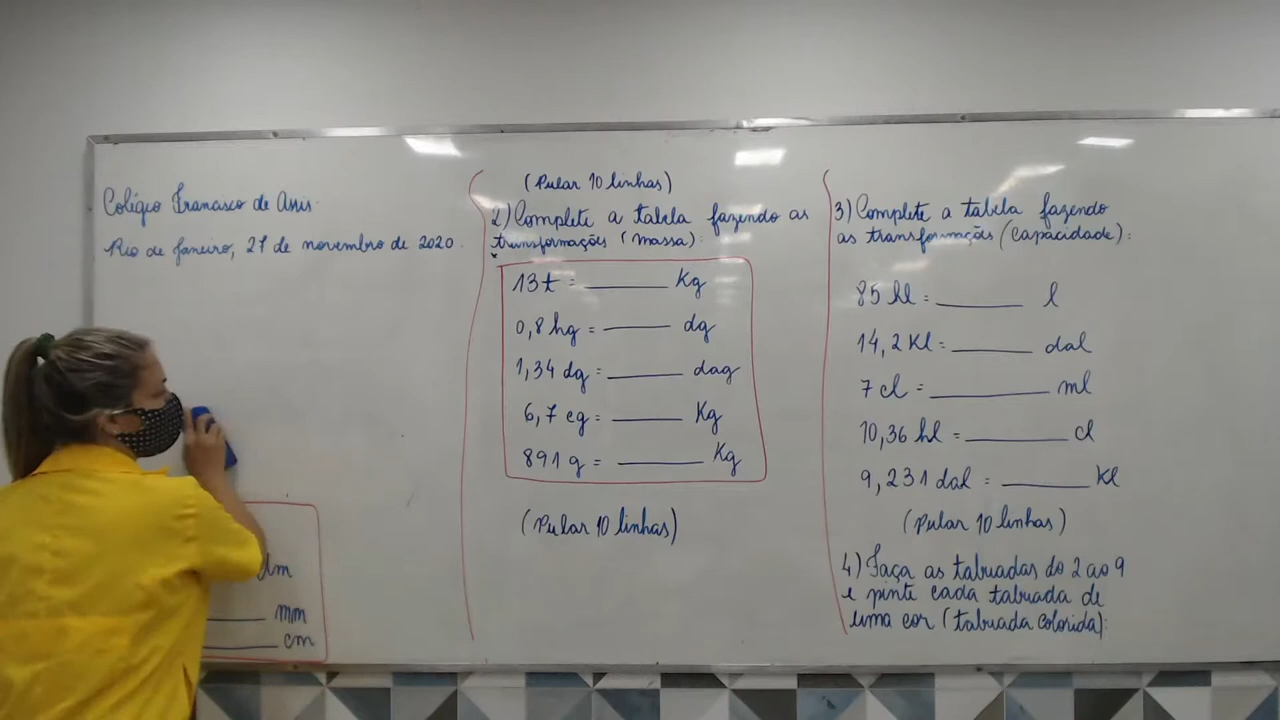 Colégio Francisco de Assis
Rio de Janeiro, 27 de novembro de 2020.
dm
______ mm
______ cm
(Pular 10 linhas)
2) Complete a tabela fazendo as
transformações (massa):
13t = ______ Kg
0,8 hg = ______ dg
1,34 dg = ______ dag
6,7 cg = ______ Kg
891 g = ______ Kg
(Pular 10 linhas)
3) Complete a tabela fazendo
as transformações (capacidade):
85 hl = ______ l
14,2 Kl = ______ dal
7 cl = ______ ml
10,36 hl = ______ cl
9,231 dal = ______ Kl
(Pular 10 linhas)
4) Faça as tabuadas do 2 ao 9
e pinte cada tabuada de
uma cor (tabuada colorida):